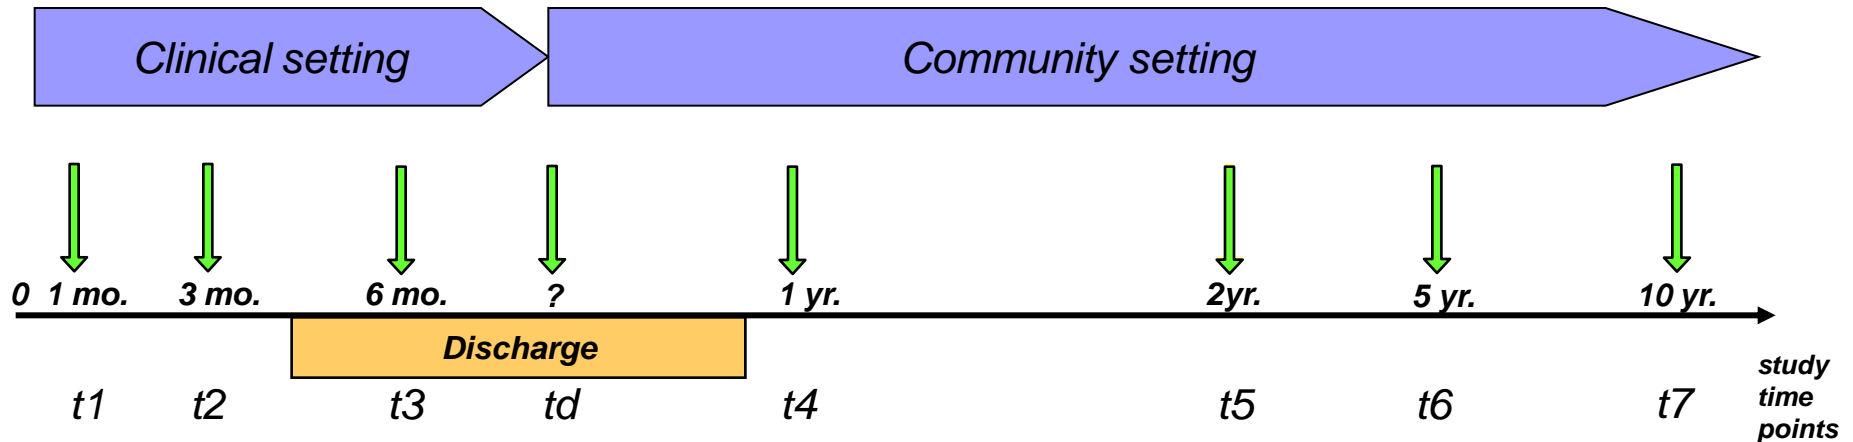 Clinical setting
Community setting
0 1 mo. 3 mo. 6 mo. ? 1 yr. 2yr. 5 yr. 10 yr.
Discharge
t1 t2 t3 td t4 t5 t6 t7
study
time
points